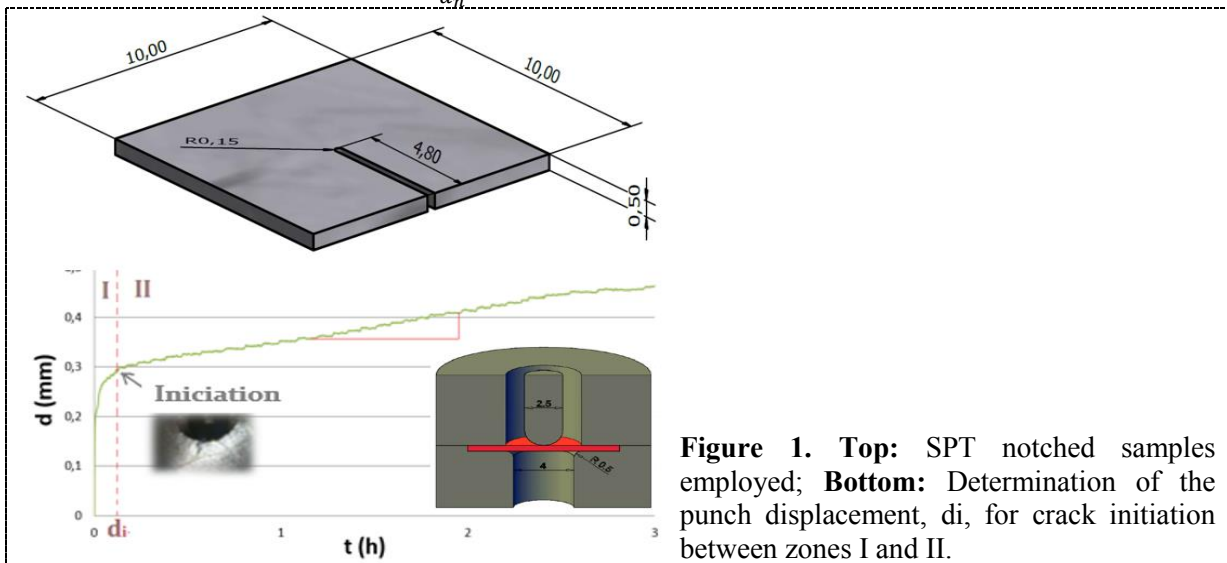 10,00
10,00
R0,15
4,80
0,50
I II
0,4
0,3
0,2
0,1
0
d (mm)
Iniciation
2.5
4
R 0.5
0 1 2 3
di
t (h)
Figure 1. Top: SPT notched samples
employed; Bottom: Determination of the
punch displacement, di, for crack initiation
between zones I and II.